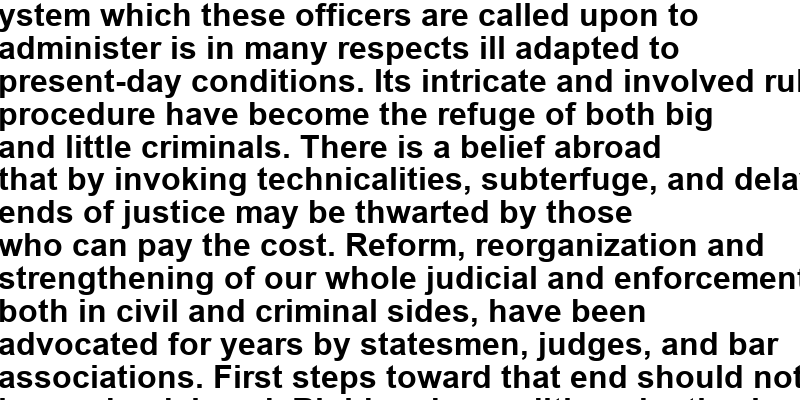 ystem which these officers are called upon to
administer is in many respects ill adapted to
present-day conditions. Its intricate and involved rul
procedure have become the refuge of both big
and little criminals. There is a belief abroad
that by invoking technicalities, subterfuge, and dela
ends of justice may be thwarted by those
who can pay the cost. Reform, reorganization and
strengthening of our whole judicial and enforcement
both in civil and criminal sides, have been
advocated for years by statesmen, judges, and bar
associations. First steps toward that end should not